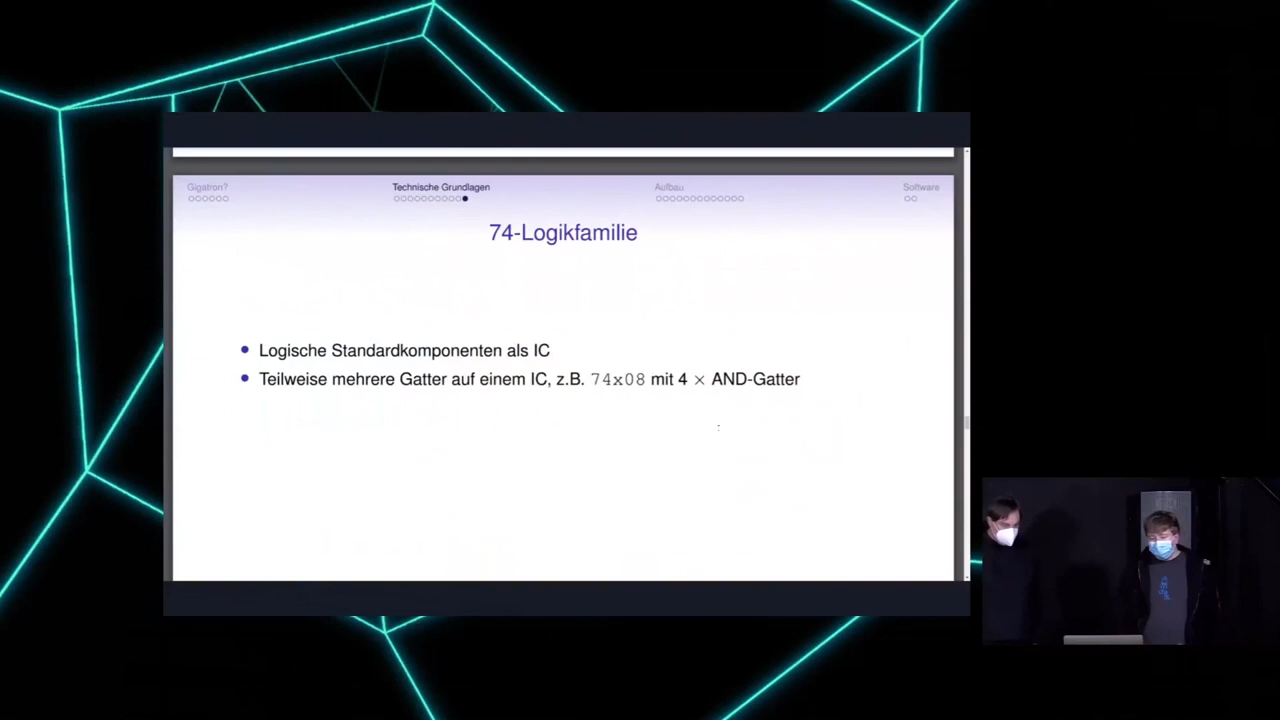 Gigatron?
Technische Grundlagen
Aufbau
Software
74-Logikfamilie
Logische Standardkomponenten als IC
Teilweise mehrere Gatter auf einem IC, z.B. 74x08 mit 4 × AND-Gatter